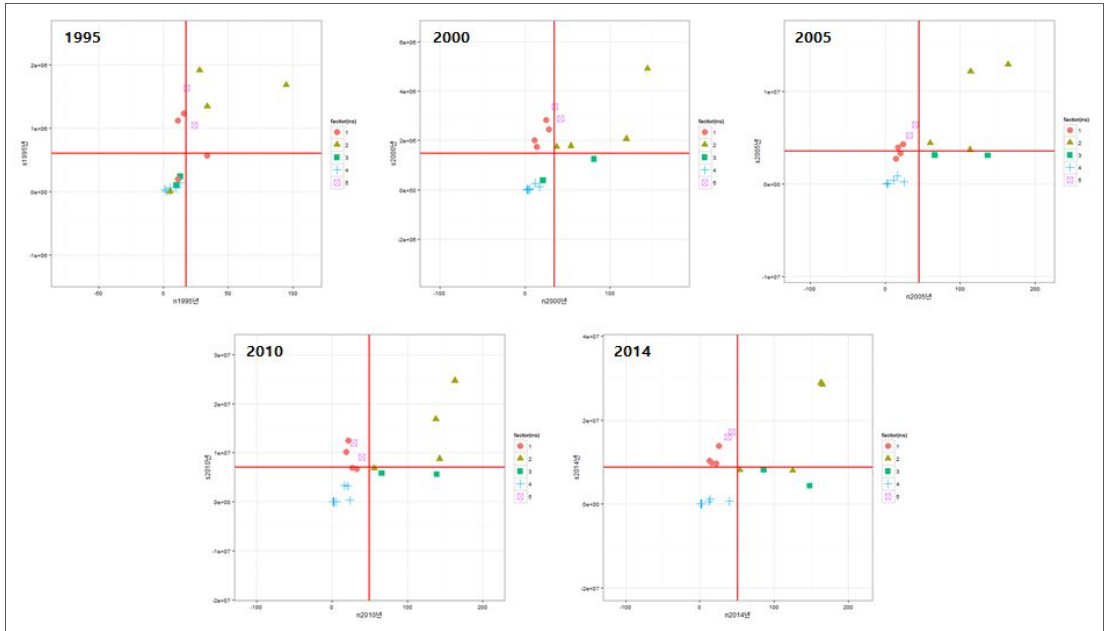 1995
2e+06
1e+06
0e+00
-1e+06
s1995년
-50
0
50
100
n1995년
factor(ns)
1
2
3
4
5
2000
6e+06
4e+06
2e+06
0e+00
-2e+06
s2000년
-100
0
100
n2000년
factor(ns)
1
2
3
4
5
2005
1e+07
0e+00
-1e+07
s2005년
-100
0
100
200
n2005년
factor(ns)
1
2
3
4
5
2010
3e+07
2e+07
1e+07
0e+00
-1e+07
-2e+07
s2010년
-100
0
100
200
n2010년
factor(ns)
1
2
3
4
5
2014
4e+07
2e+07
0e+00
-2e+07
s2014년
-100
0
100
200
n2014년
factor(ns)
1
2
3
4
5